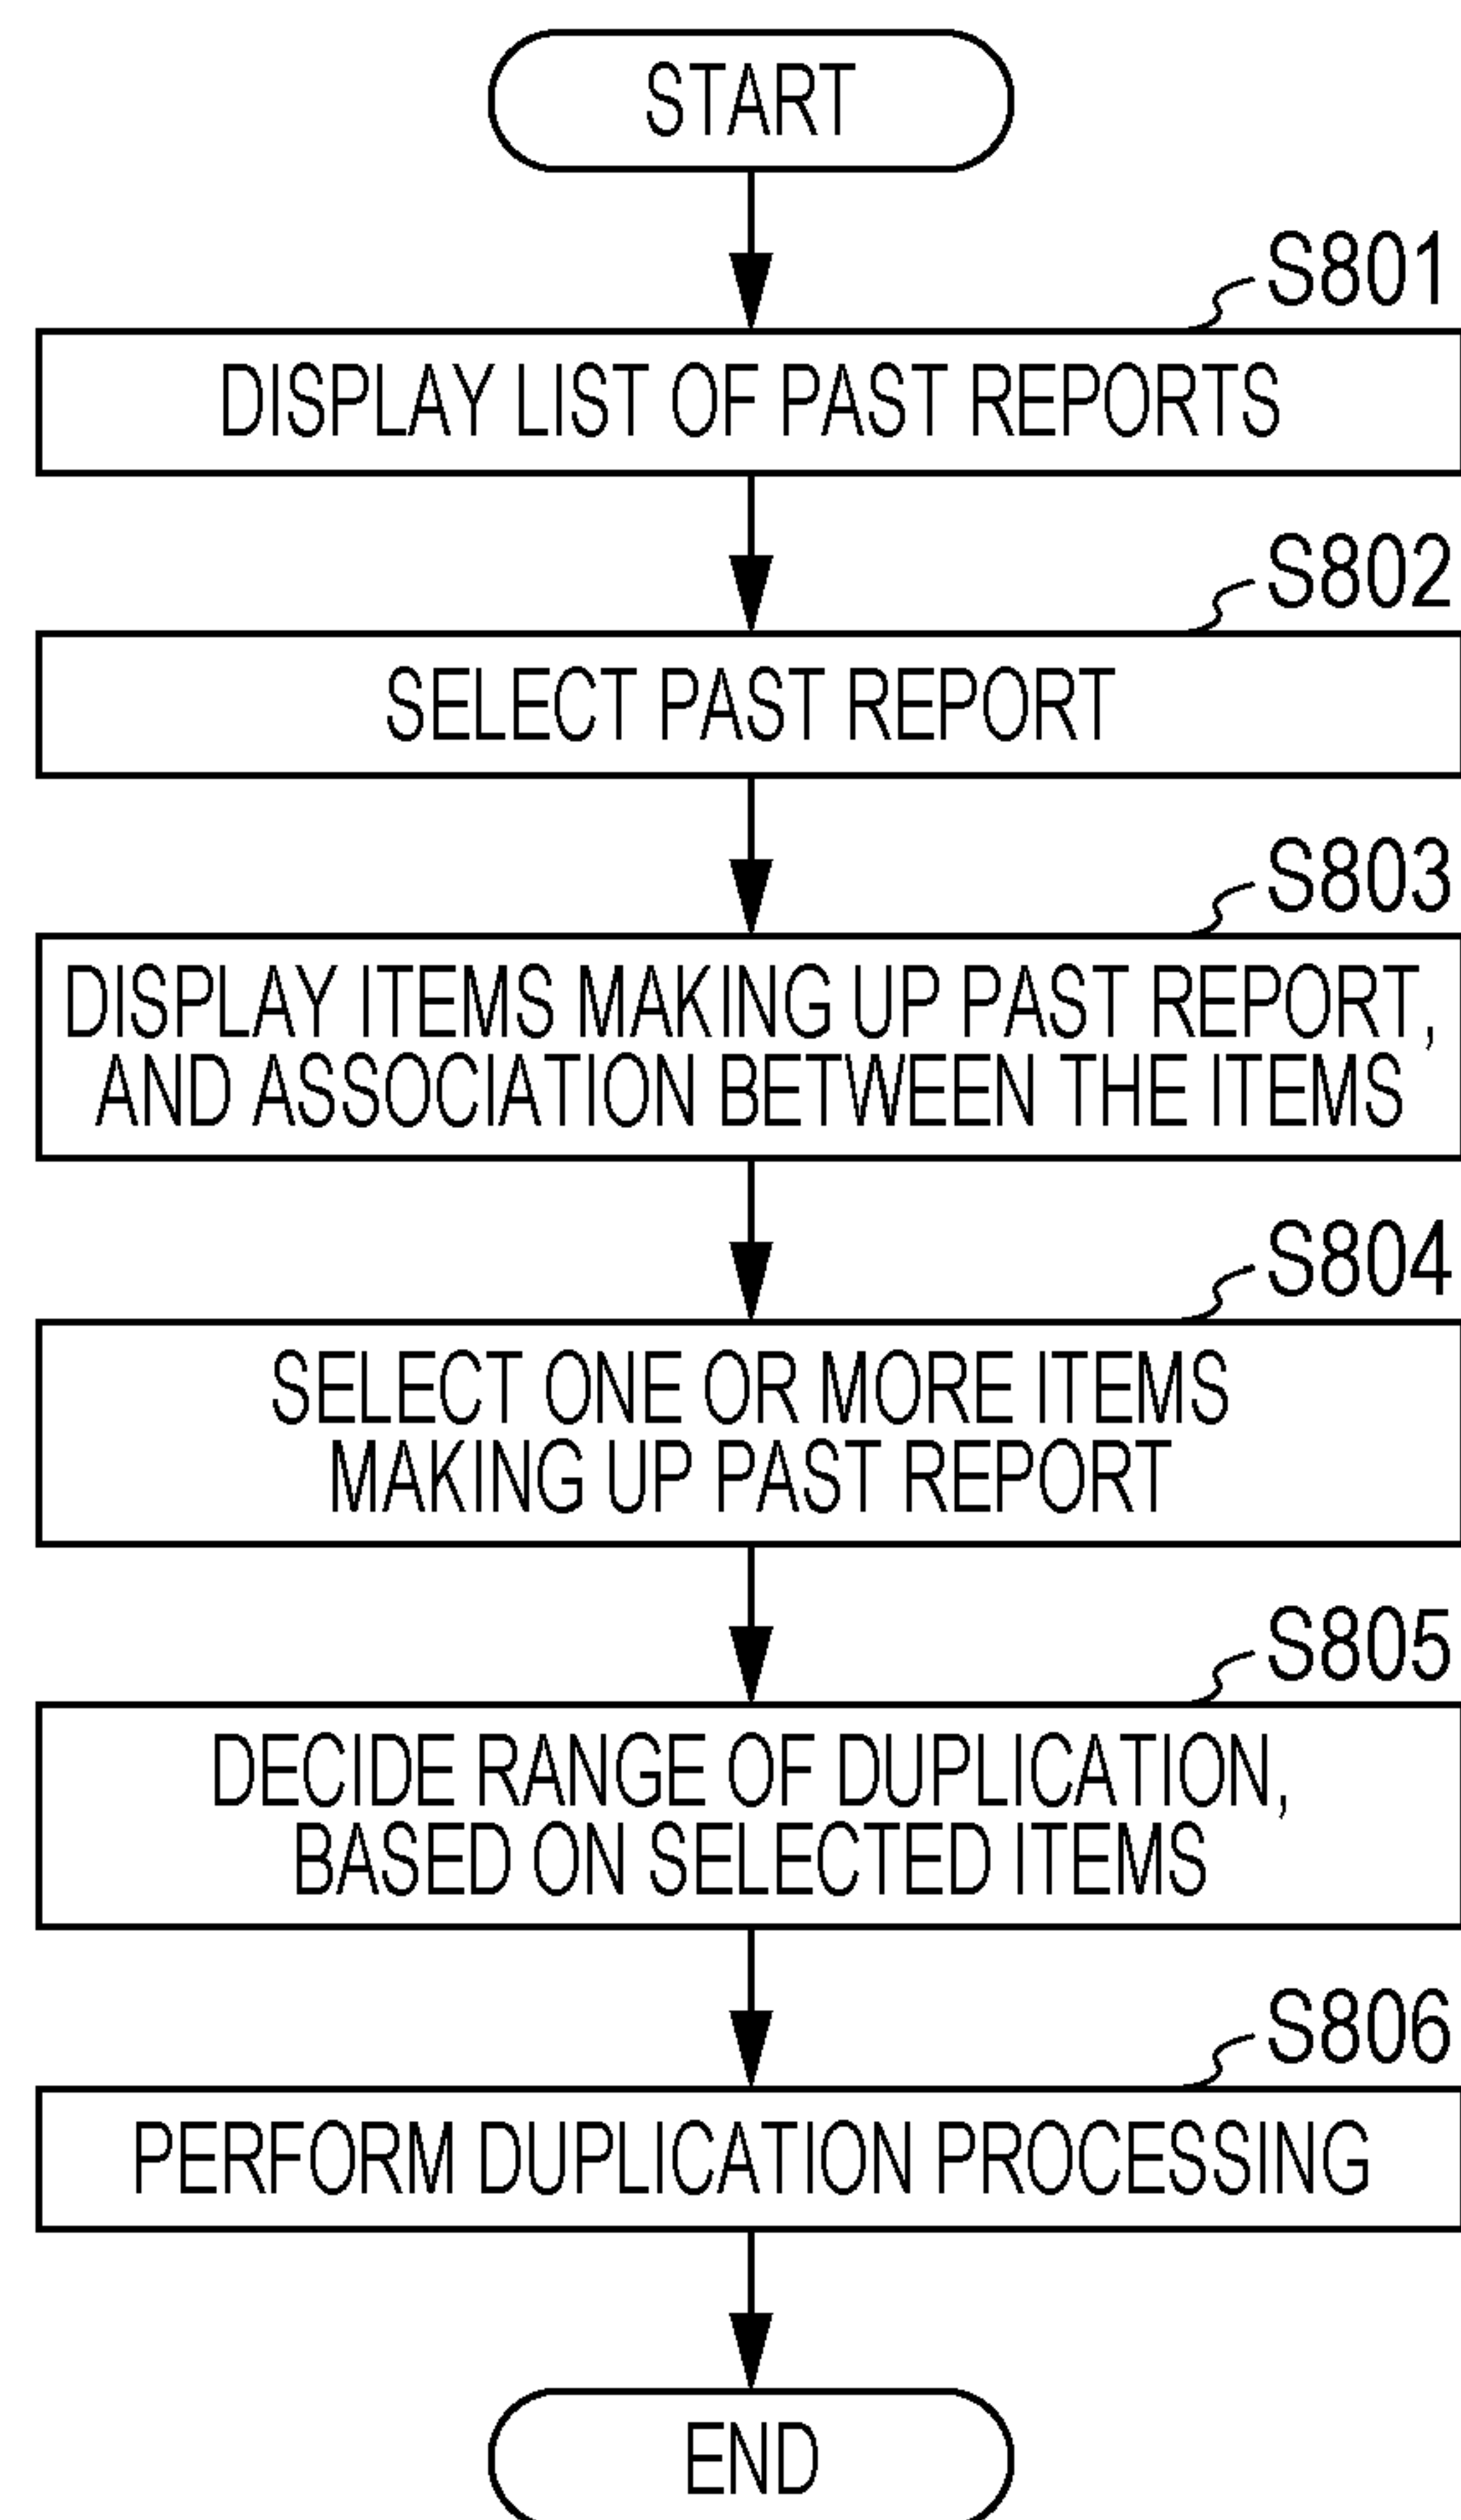 START
S801
DISPLAY LIST OF PAST REPORTS
S802
SELECT PAST REPORT
S803
DISPLAY ITEMS MAKING UP PAST REPORT,
AND ASSOCIATION BETWEEN THE ITEMS
S804
SELECT ONE OR MORE ITEMS
MAKING UP PAST REPORT
S805
DECIDE RANGE OF DUPLICATION,
BASED ON SELECTED ITEMS
S806
PERFORM DUPLICATION PROCESSING
END